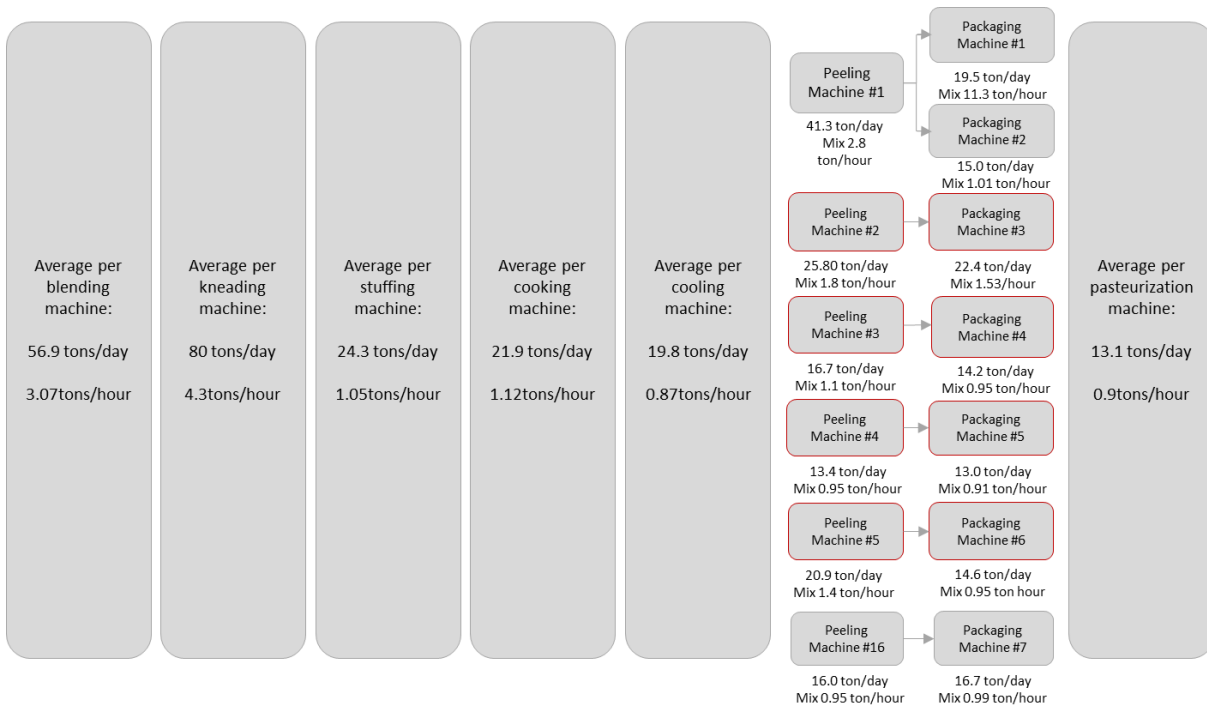 Average per
blending
machine:
56.9 tons/day
3.07tons/hour
Average per
kneading
machine:
80 tons/day
4.3tons/hour
Average per
stuffing
machine:
24.3 tons/day
1.05tons/hour
Average per
cooking
machine:
21.9 tons/day
1.12tons/hour
Average per
cooling
machine:
19.8 tons/day
0.87tons/hour
Peeling
Machine #1
41.3 ton/day
Mix 2.8
ton/hour
Packaging
Machine #1
19.5 ton/day
Mix 11.3 ton/hour
Packaging
Machine #2
15.0 ton/day
Mix 1.01 ton/hour
Peeling
Machine #2
25.80 ton/day
Mix 1.8 ton/hour
Packaging
Machine #3
22.4 ton/day
Mix 1.53/hour
Peeling
Machine #3
16.7 ton/day
Mix 1.1 ton/hour
Packaging
Machine #4
14.2 ton/day
Mix 0.95 ton/hour
Peeling
Machine #4
13.4 ton/day
Mix 0.95 ton/hour
Packaging
Machine #5
13.0 ton/day
Mix 0.91 ton/hour
Peeling
Machine #5
20.9 ton/day
Mix 1.4 ton/hour
Packaging
Machine #6
14.6 ton/day
Mix 0.95 ton hour
Peeling
Machine #16
16.0 ton/day
Mix 0.95 ton/hour
Packaging
Machine #7
16.7 ton/day
Mix 0.99 ton/hour
Average per
pasteurization
machine:
13.1 tons/day
0.9tons/hour